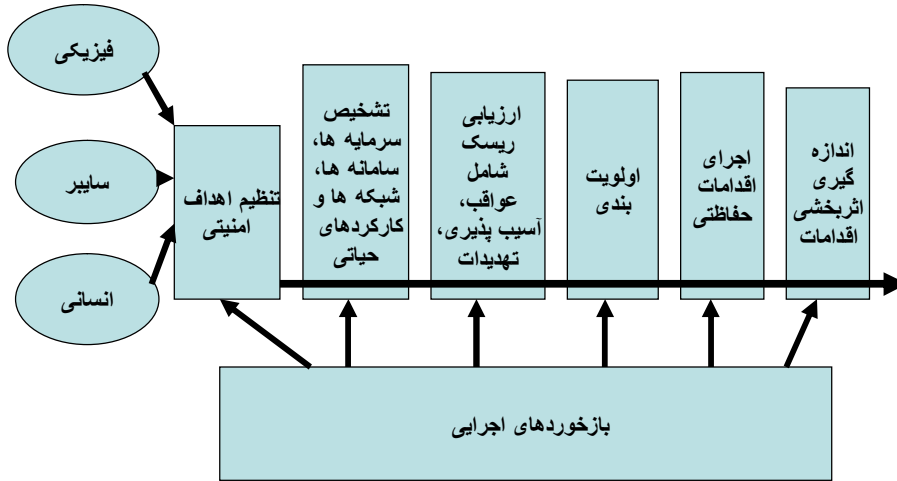 فیزیکی
سایبر
انسانی
تنظیم اهداف
امنیتی
تشخیص
سرمایه ها،
سامانه ها،
شبکه ها و
کارکردهای
حیاتی
ارزیابی
ریسک
شامل
عواقب،
آسیب پذیری،
تهدیدات
اولویت
بندی
اجرای
اقدامات
حفاظتی
اندازه
گیری
اثربخشی
اقدامات
بازخوردهای اجرایی